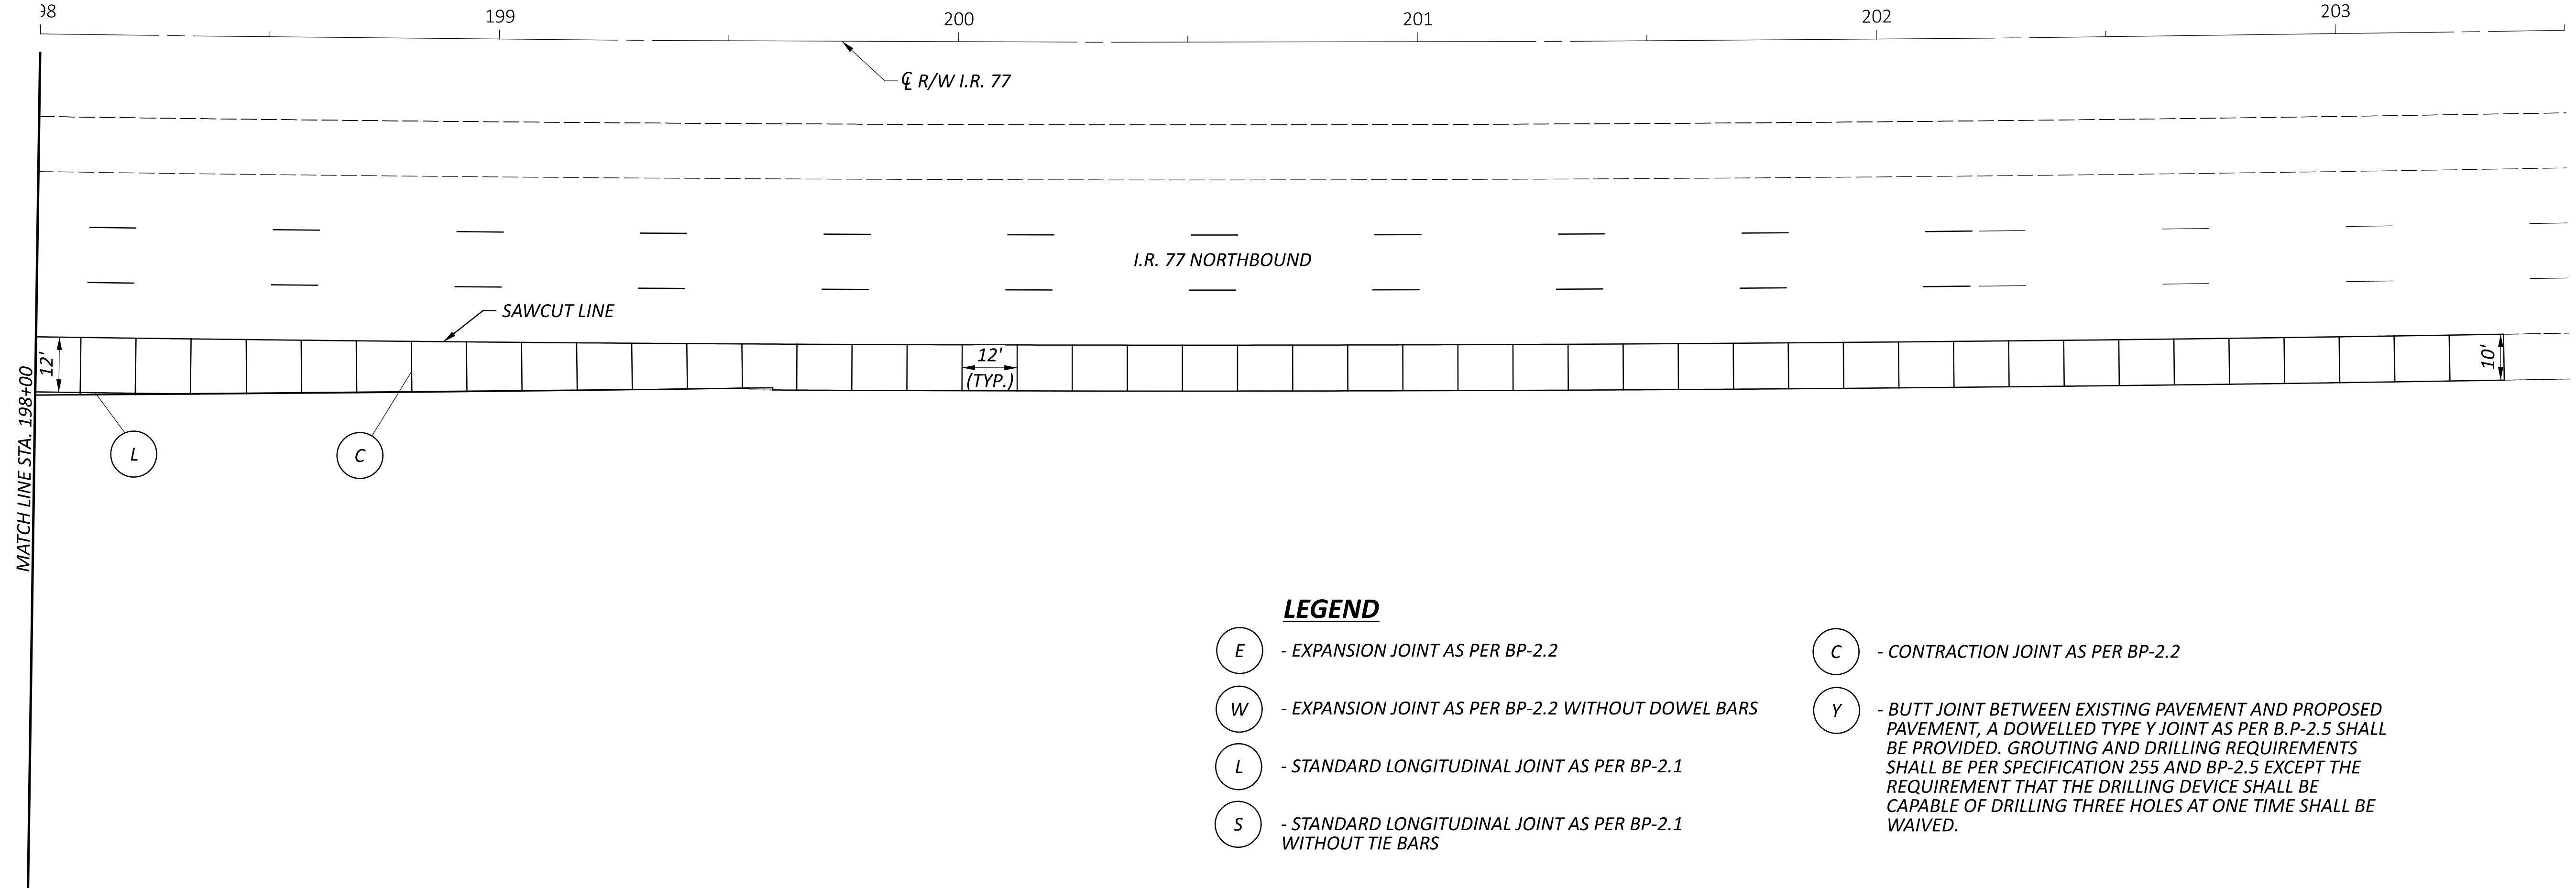 98
199
200
201
202
203
℄ R/W I.R. 77
I.R. 77 NORTHBOUND
SAWCUT LINE
12'
12'
(TYP.)
10'
MATCH LINE STA. 198+00
L
C
LEGEND
E - EXPANSION JOINT AS PER BP-2.2
W - EXPANSION JOINT AS PER BP-2.2 WITHOUT DOWEL BARS
L - STANDARD LONGITUDINAL JOINT AS PER BP-2.1
S - STANDARD LONGITUDINAL JOINT AS PER BP-2.1
WITHOUT TIE BARS
C - CONTRACTION JOINT AS PER BP-2.2
Y - BUTT JOINT BETWEEN EXISTING PAVEMENT AND PROPOSED
PAVEMENT, A DOWELLED TYPE Y JOINT AS PER B.P-2.5 SHALL
BE PROVIDED. GROUTING AND DRILLING REQUIREMENTS
SHALL BE PER SPECIFICATION 255 AND BP-2.5 EXCEPT THE
REQUIREMENT THAT THE DRILLING DEVICE SHALL BE
CAPABLE OF DRILLING THREE HOLES AT ONE TIME SHALL BE
WAIVED.